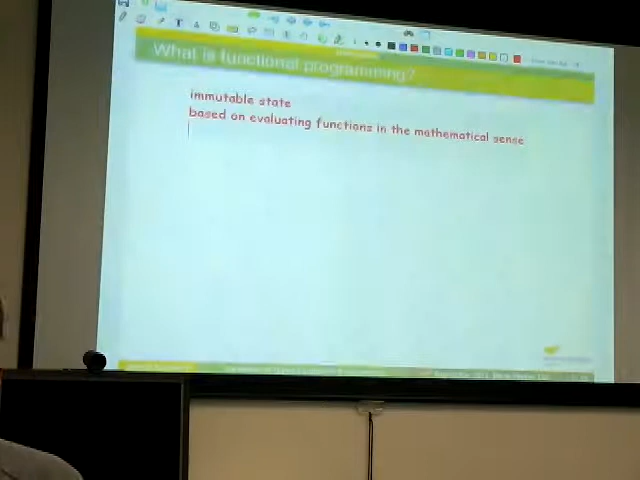 What is functional programming?
immutable state
based on evaluating functions in the mathematical sense